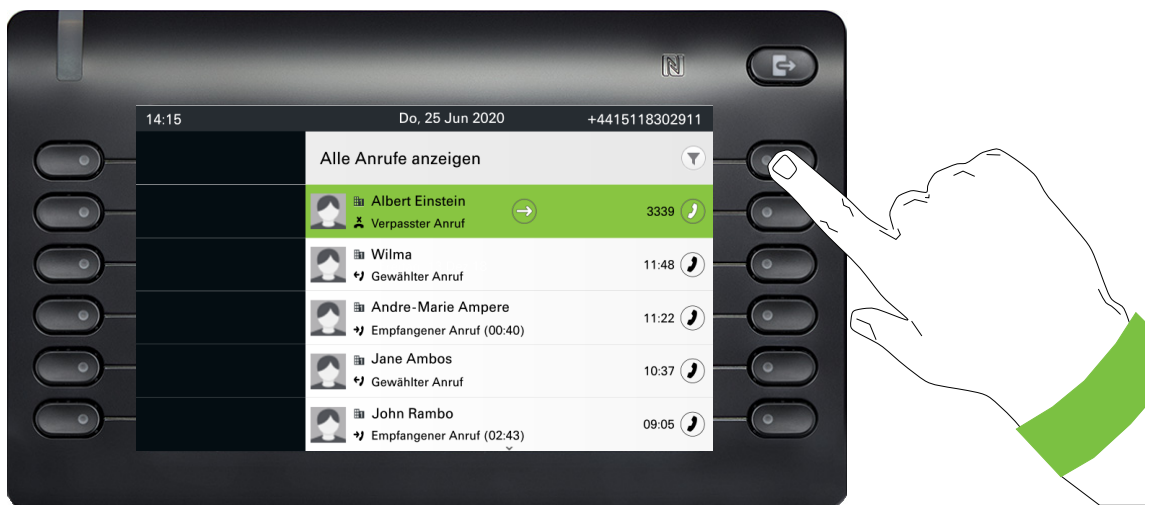 14:15 Do, 25 Jun 2020 +4415118302911
Alle Anrufe anzeigen
Albert Einstein
Verpasster Anruf
3339
Wilma
Gewählter Anruf
11:48
Andre-Marie Ampere
Empfangener Anruf (00:40)
11:22
Jane Ambos
Gewählter Anruf
10:37
John Rambo
Empfangener Anruf (02:43)
09:05